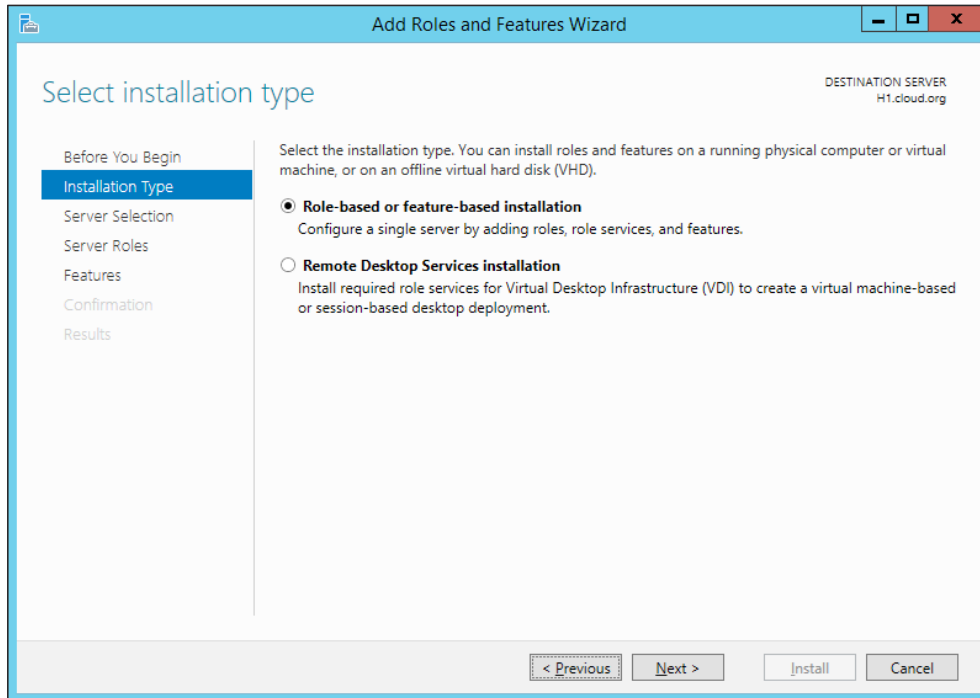 Add Roles and Features Wizard
Select installation type
DESTINATION SERVER
H1.cloud.org
Before You Begin
Installation Type
Server Selection
Server Roles
Features
Confirmation
Results
Select the installation type. You can install roles and features on a running physical computer or virtual
machine, or on an offline virtual hard disk (VHD).
Role-based or feature-based installation
Configure a single server by adding roles, role services, and features.
Remote Desktop Services installation
Install required role services for Virtual Desktop Infrastructure (VDI) to create a virtual machine-based
or session-based desktop deployment.
< Previous
Next >
Install
Cancel